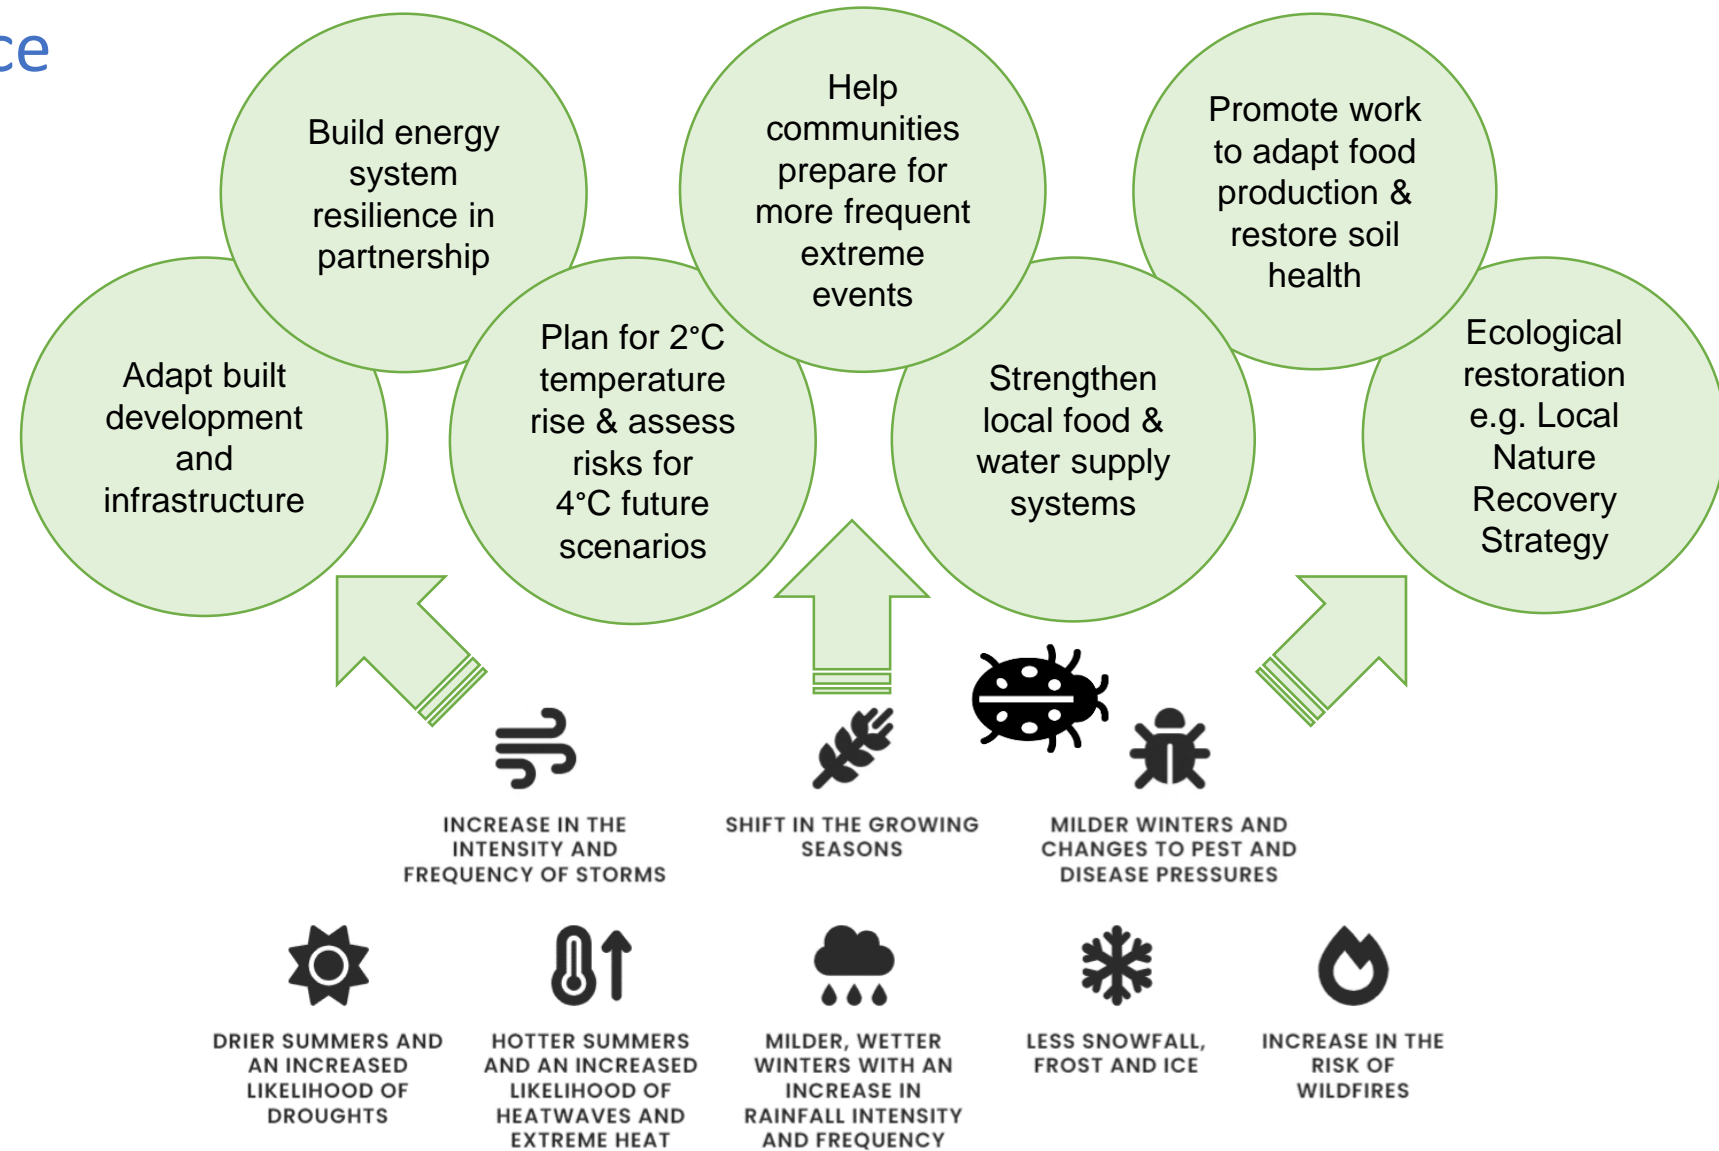 ce
Build energy
system
resilience in
partnership
Help
communities
prepare for
more frequent
extreme
events
Promote work
to adapt food
production &
restore soil
health
Adapt built
development
and
infrastructure
Plan for 2°C
temperature
rise & assess
risks for
4°C future
scenarios
Strengthen
local food &
water supply
systems
Ecological
restoration
e.g. Local
Nature
Recovery
Strategy
INCREASE IN THE
INTENSITY AND
FREQUENCY OF STORMS
SHIFT IN THE GROWING
SEASONS
MILDER WINTERS AND
CHANGES TO PEST AND
DISEASE PRESSURES
DRIER SUMMERS AND
AN INCREASED
LIKELIHOOD OF
DROUGHTS
HOTTER SUMMERS
AND AN INCREASED
LIKELIHOOD OF
HEATWAVES AND
EXTREME HEAT
MILDER, WETTER
WINTERS WITH AN
INCREASE IN
RAINFALL INTENSITY
AND FREQUENCY
LESS SNOWFALL,
FROST AND ICE
INCREASE IN THE
RISK OF
WILDFIRES